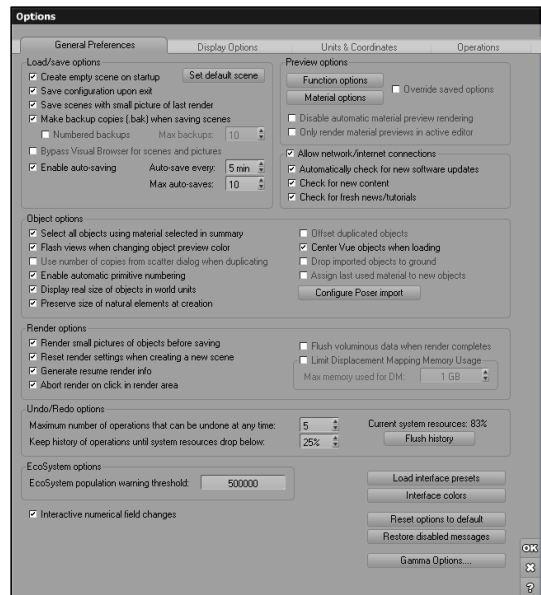 Options
General Preferences
Display Options
Units & Coordinates
Operations
Load/save options
Create empty scene on startup
Set default scene
Save configuration upon exit
Save scenes with small picture of last render
Make backup copies (.bak) when saving scenes
Numbered backups
Max backups: 10
Bypass Visual Browser for scenes and pictures
Enable auto-saving
Auto-save every: 5 min
Max auto-saves: 10
Preview options
Function options
Material options
Override saved options
Disable automatic material preview rendering
Only render material previews in active editor
Allow network/internet connections
Automatically check for new software updates
Check for new content
Check for fresh news/tutorials
Object options
Select all objects using material selected in summary
Flash views when changing object preview color
Use number of copies from scatter dialog when duplicating
Enable automatic primitive numbering
Display real size of objects in world units
Preserve size of natural elements at creation
Offset duplicated objects
Center Vue objects when loading
Drop imported objects to ground
Assign last used material to new objects
Configure Poser import
Render options
Render small pictures of objects before saving
Reset render settings when creating a new scene
Generate resume render info
Abort render on click in render area
Flush voluminous data when render completes
Limit Displacement Mapping Memory Usage
Max memory used for DM: 1 GB
Undo/Redo options
Maximum number of operations that can be undone at any time: 5
Keep history of operations until system resources drop below: 25%
Current system resources: 83%
Flush history
EcoSystem options
EcoSystem population warning threshold: 500000
Interactive numerical field changes
Load interface presets
Interface colors
Reset options to default
Restore disabled messages
Gamma Options....
OK
?